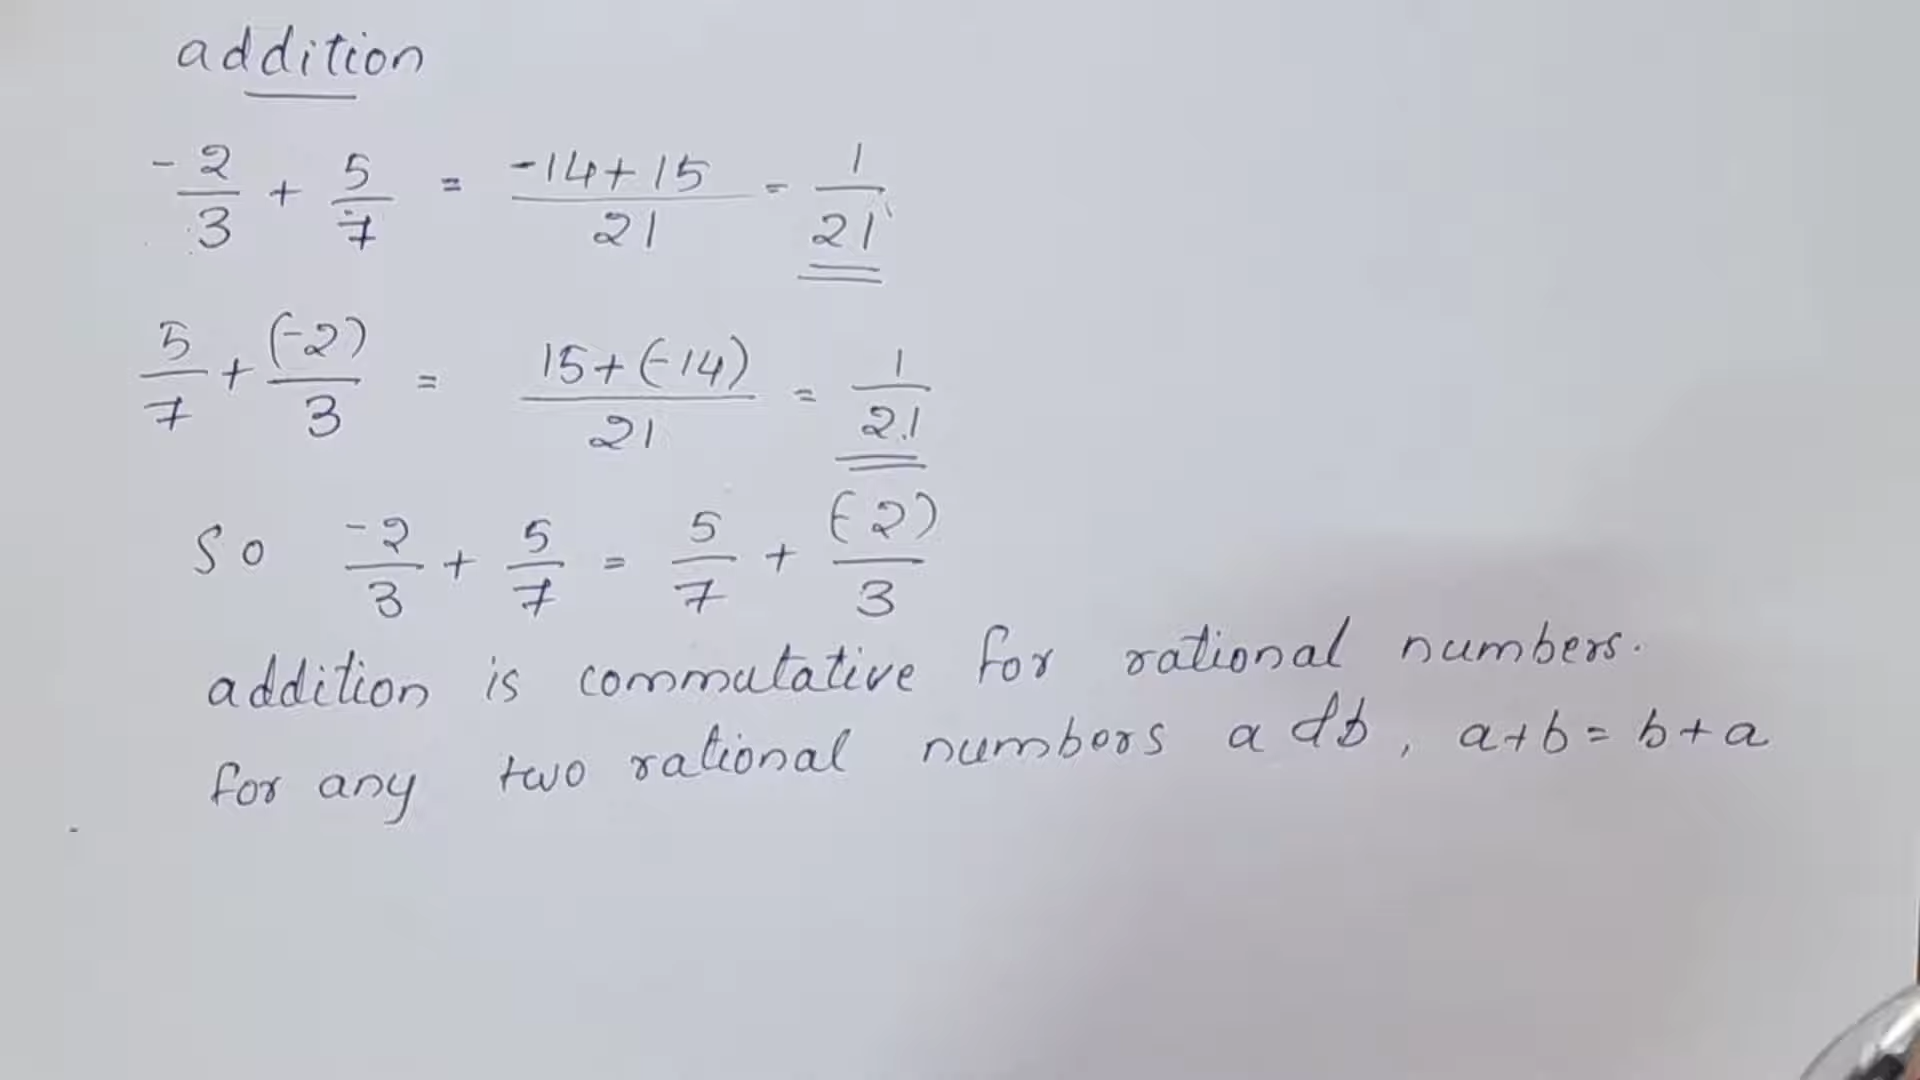 addition
-2/3 + 5/7 = -14+15/21 = 1/21
5/7 + (-2)/3 = 15+(-14)/21 = 1/21
So -2/3 + 5/7 = 5/7 + (-2)/3
addition is commutative for rational numbers.
for any two rational numbers a & b, a+b = b+a